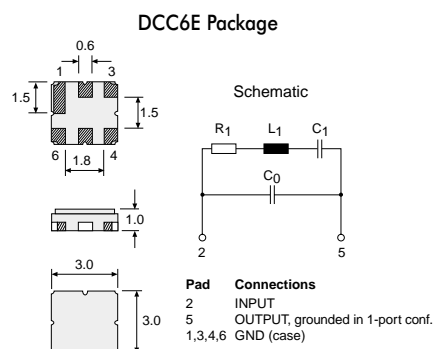 DCC6E Package
0.6
1 3
1.5
1.5
6 4
1.8
1.0
3.0
3.0
Schematic
R1 L1 C1
C0
2 5
Pad Connections
2 INPUT
5 OUTPUT, grounded in 1-port conf.
1,3,4,6 GND (case)